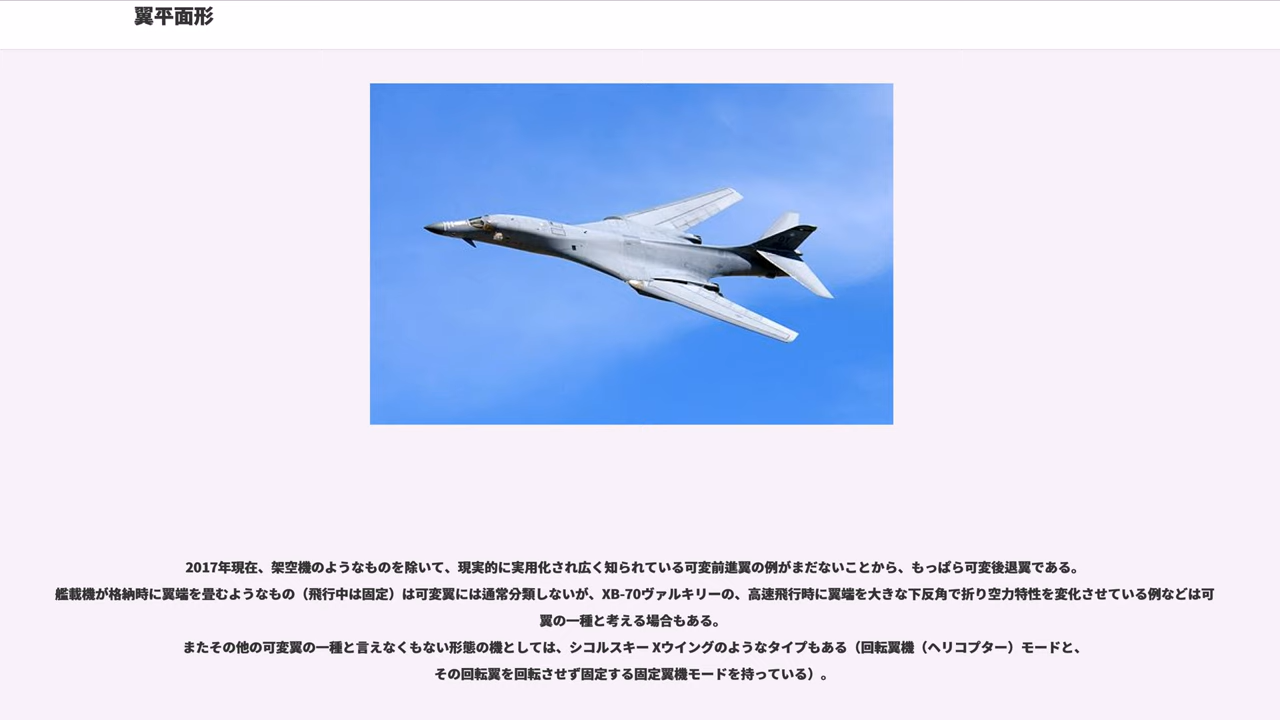 翼平面形
2017年現在、架空機のようなものを除いて、現実的に実用化され広く知られている可変前進翼の例がまだないことから、もっぱら可変後退翼である。
艦載機が格納時に翼端を畳むようなもの（飛行中は固定）は可変翼には通常分類しないが、XB-70ヴァルキリーの、高速飛行時に翼端を大きな下反角で折り空力特性を変化させている例などは可
翼の一種と考える場合もある。
またその他の可変翼の一種と言えなくもない形態の機としては、シコルスキー Xウイングのようなタイプもある（回転翼機（ヘリコプター）モードと、
その回転翼を回転させず固定する固定翼機モードを持っている）。